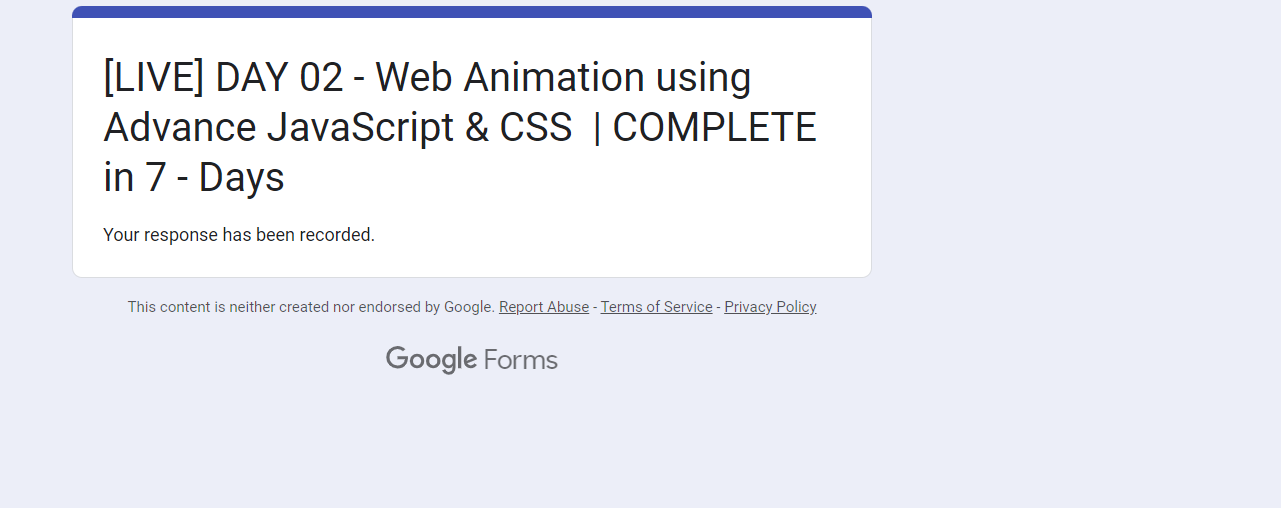 [LIVE] DAY 02 - Web Animation using
Advance JavaScript & CSS  | COMPLETE
in 7 - Days
Your response has been recorded.
This content is neither created nor endorsed by Google. Report Abuse - Terms of Service - Privacy Policy
Google Forms